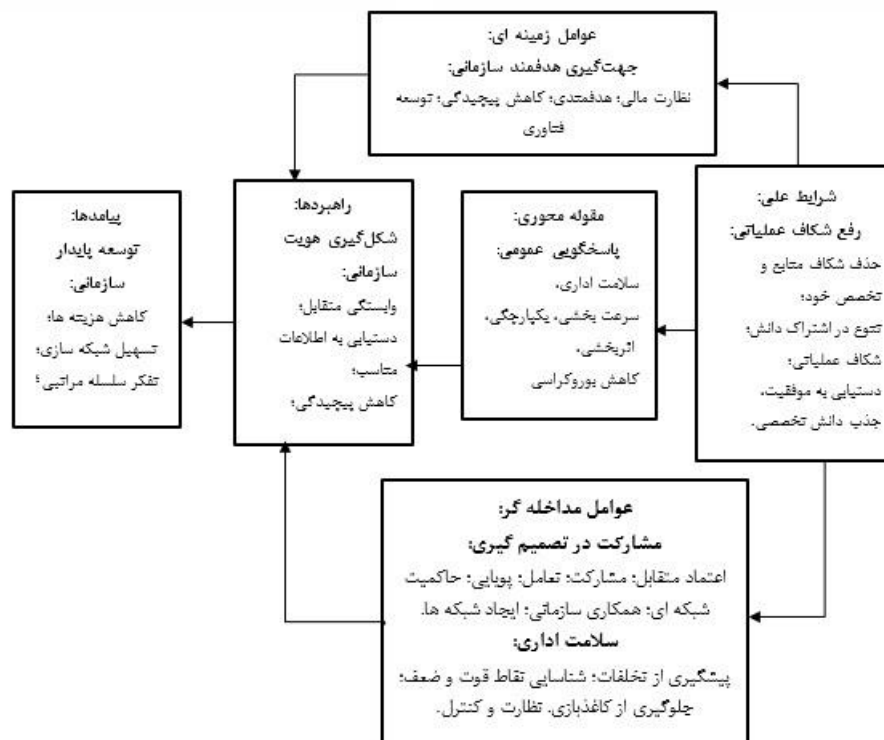 عوامل زمینه ای:
جهت‌گیری هدفمند سازمانی:
نظارت مالی؛ هدفمندی؛ کاهش پیچیدگی؛ توسعه
فناوری
شرایط علی:
رفع شکاف عملیاتی:
حذف شکاف منابع و
تخصص خود؛
تنوع در اشتراک دانش؛
شکاف عملیاتی؛
دستیابی به موفقیت،
جذب دانش تخصصی.
مقوله محوری:
پاسخگویی عمومی:
سلامت اداری،
سرعت بخشی، یکپارچگی،
اثربخشی،
کاهش بوروکراسی
راهبردها:
شکل‌گیری هویت
سازمانی:
وابستگی متقابل؛
دستیابی به اطلاعات
متناسب؛
کاهش پیچیدگی؛
پیامدها:
توسعه پایدار
سازمانی:
کاهش هزینه ها؛
تسهیل شبکه سازی؛
تفکر سلسله مراتبی؛
عوامل مداخله گر:
مشارکت در تصمیم گیری:
اعتماد متقابل؛ مشارکت؛ تعامل؛ پویایی؛ حاکمیت
شبکه ای؛ همکاری سازمانی؛ ایجاد شبکه ها.
سلامت اداری:
پیشگیری از تخلفات؛ شناسایی نقاط قوت و ضعف؛
جلوگیری از کاغذبازی. نظارت و کنترل.